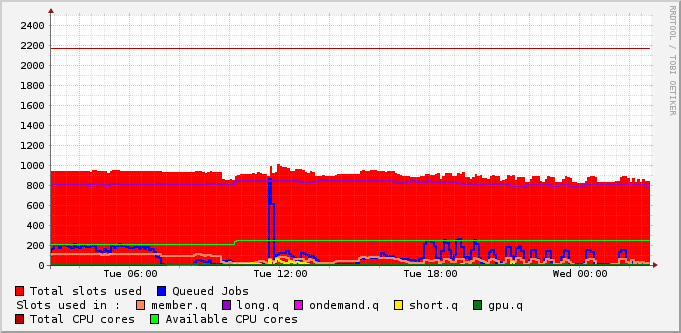 RRDTOOL / TOBI OETIKER
2400
2200
2000
1800
1600
1400
1200
1000
800
600
400
200
0
Tue 06:00 Tue 12:00 Tue 18:00 Wed 00:00
Total slots used Queued Jobs
Slots used in : member.q long.q ondemand.q short.q gpu.q
Total CPU cores Available CPU cores